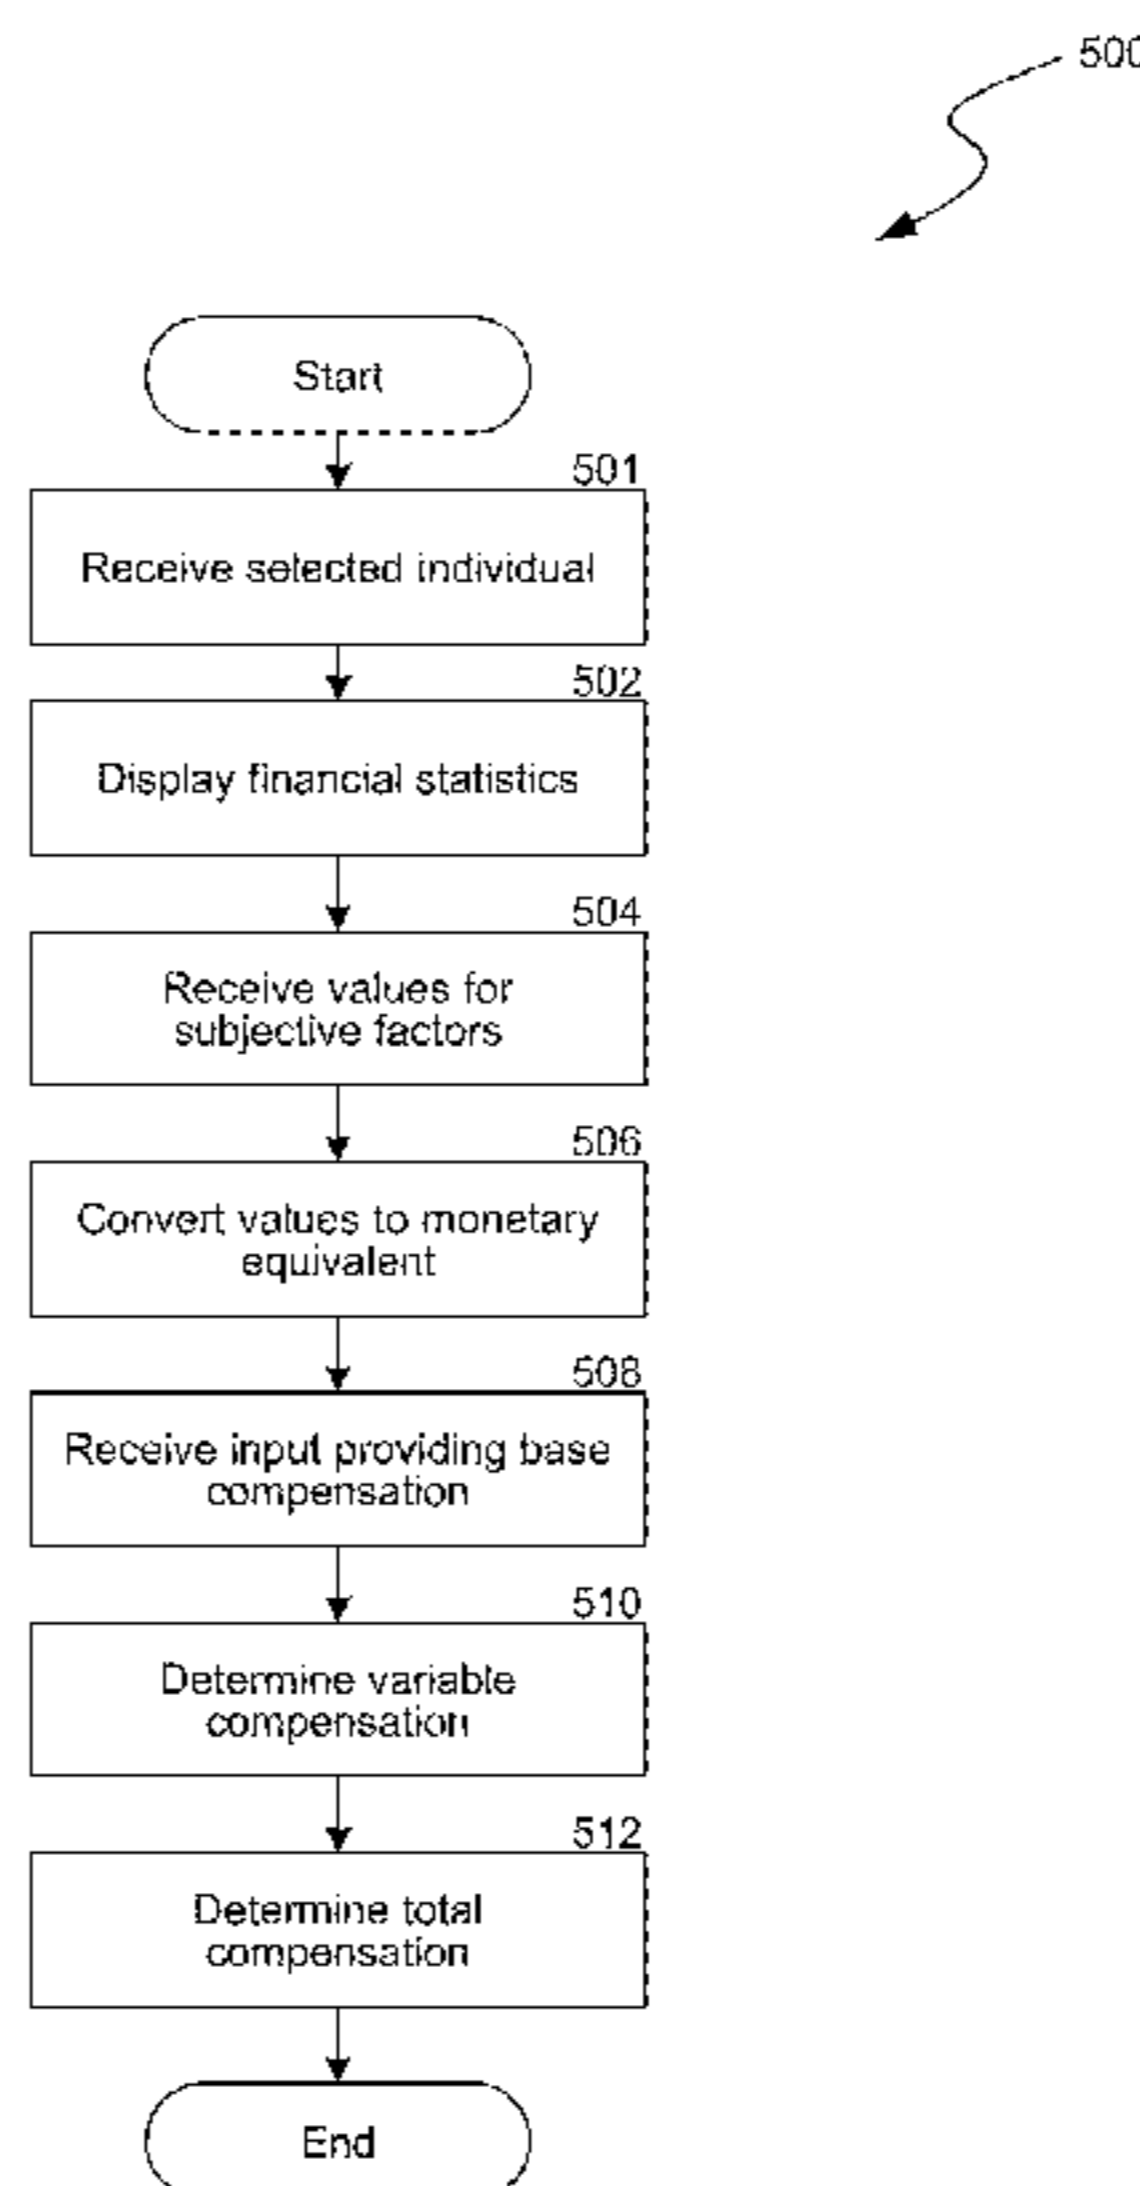 500
Start
501
Receive selected individual
502
Display financial statistics
504
Receive values for
subjective factors
506
Convert values to monetary
equivalent
508
Receive input providing base
compensation
510
Determine variable
compensation
512
Determine total
compensation
End